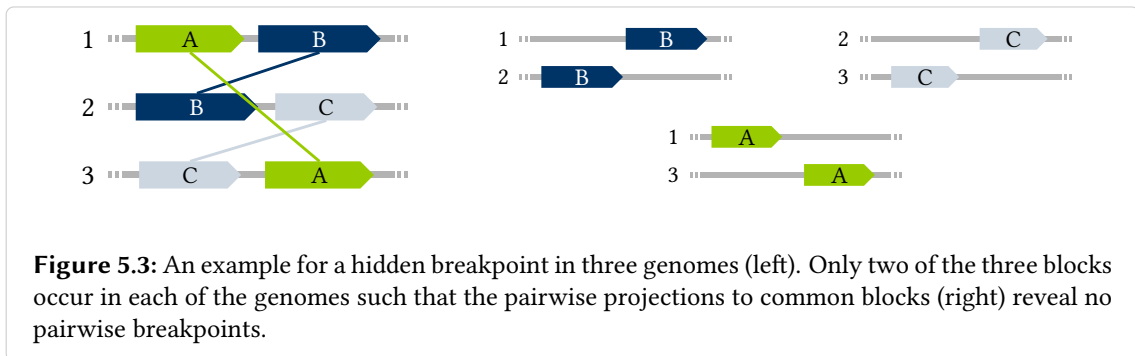 1 A B
2 B C
3 C A
1 B
2 B
2 C
3 C
1 A
3 A
Figure 5.3: An example for a hidden breakpoint in three genomes (left). Only two of the three blocks
occur in each of the genomes such that the pairwise projections to common blocks (right) reveal no
pairwise breakpoints.